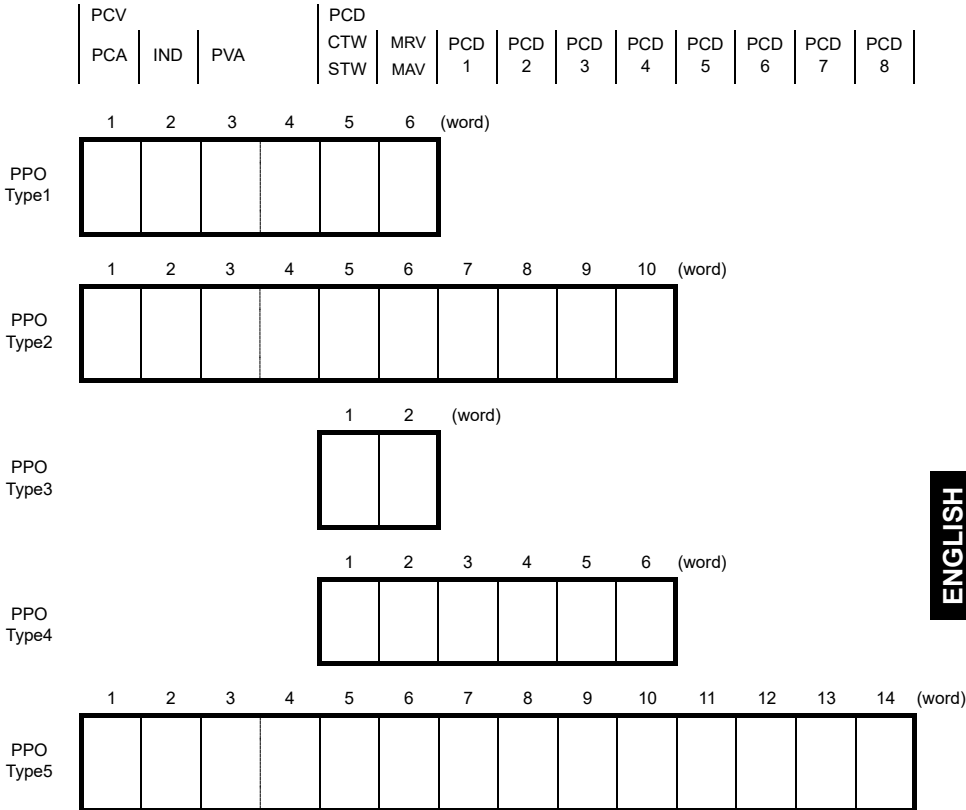 PCV PCD
PCA IND PVA CTW MRV PCD PCD PCD PCD PCD PCD PCD PCD
STW MAV 1 2 3 4 5 6 7 8
1 2 3 4 5 6 (word)
PPO
Type1
1 2 3 4 5 6 7 8 9 10 (word)
PPO
Type2
1 2 (word)
PPO
Type3
ENGLISH
1 2 3 4 5 6 (word)
PPO
Type4
1 2 3 4 5 6 7 8 9 10 11 12 13 14 (word)
PPO
Type5